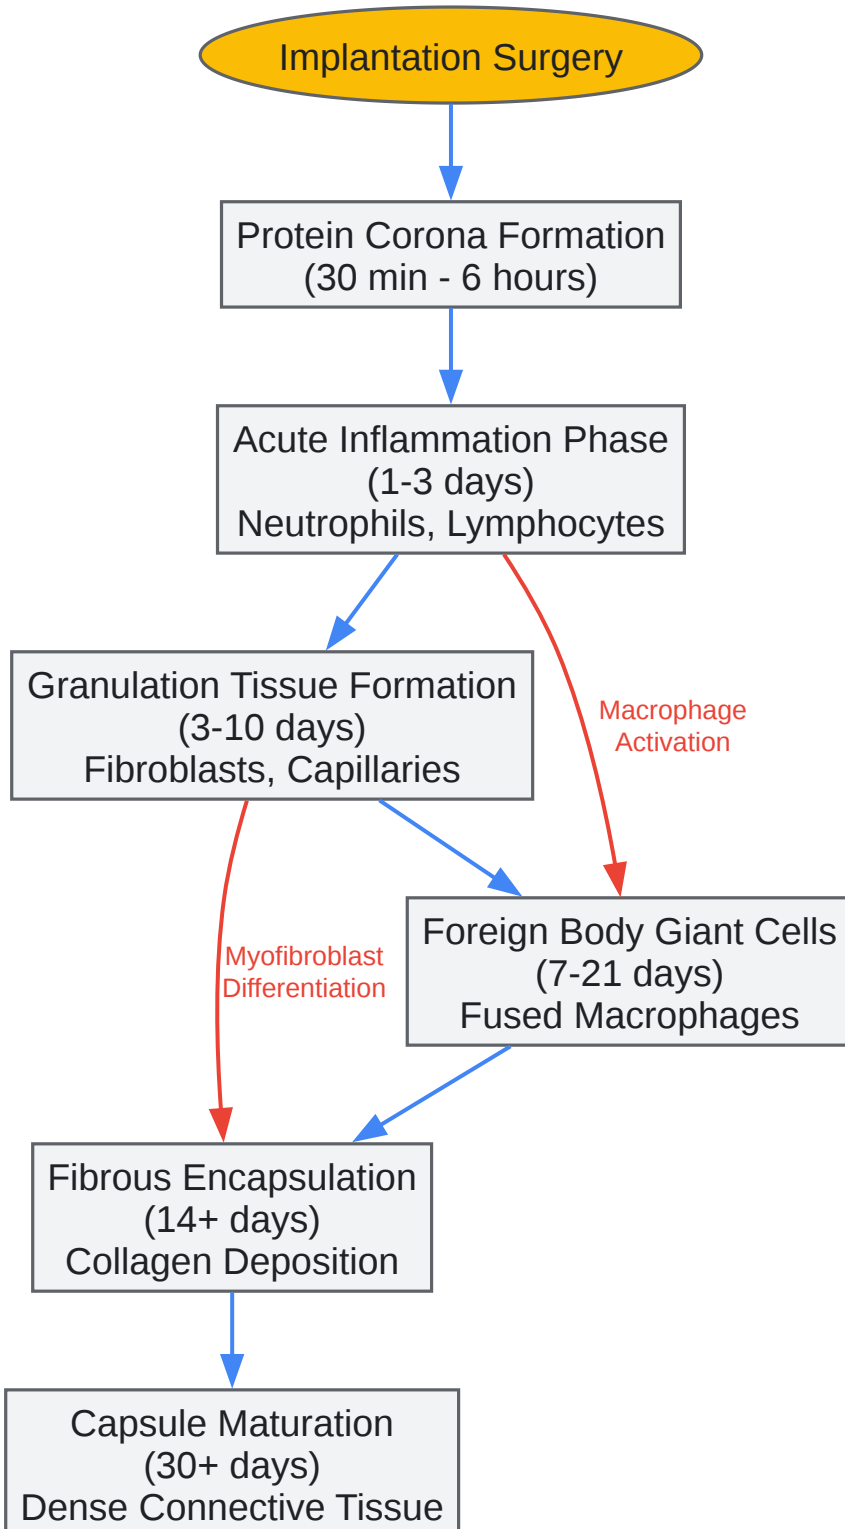 Implantation Surgery
Protein Corona Formation
(30 min - 6 hours)
Acute Inflammation Phase
(1-3 days)
Neutrophils, Lymphocytes
Granulation Tissue Formation
(3-10 days)
Fibroblasts, Capillaries
Macrophage
Activation
Foreign Body Giant Cells
(7-21 days)
Fused Macrophages
Myofibroblast
Differentiation
Fibrous Encapsulation
(14+ days)
Collagen Deposition
Capsule Maturation
(30+ days)
Dense Connective Tissue